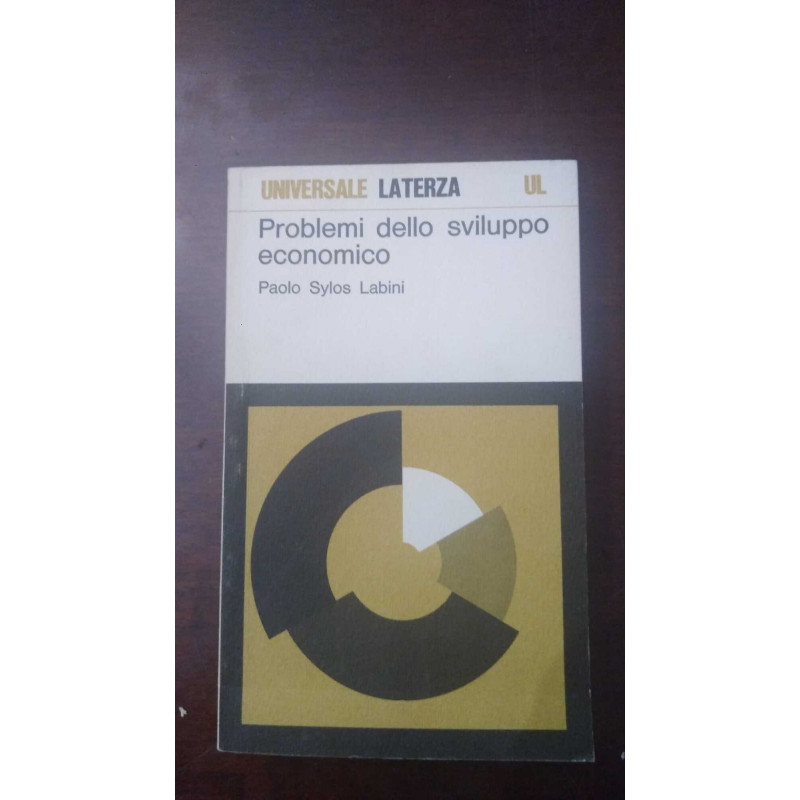 UNIVERSALE LATERZA UL
Problemi dello sviluppo
economico
Paolo Sylos Labini